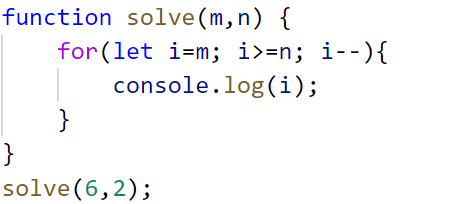 function solve(m,n) {
    for(let i=m; i>=n; i--){
        console.log(i);
    }
}
solve(6,2);